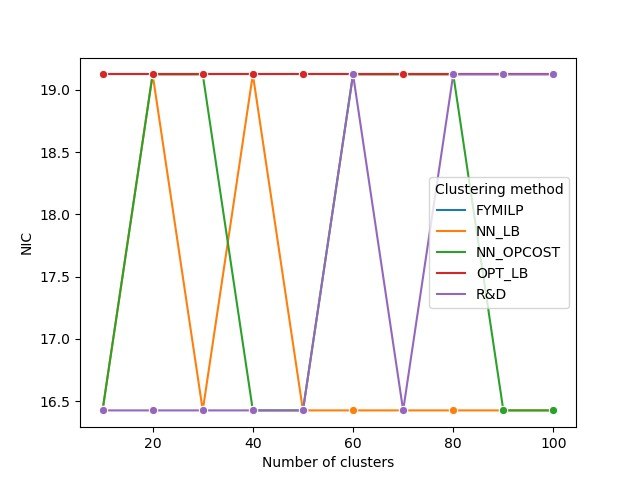 19.0
18.5
18.0
17.5
17.0
16.5
NIC
Clustering method
FYMILP
NN_LB
NN_OPCOST
OPT_LB
R&D
20 40 60 80 100
Number of clusters